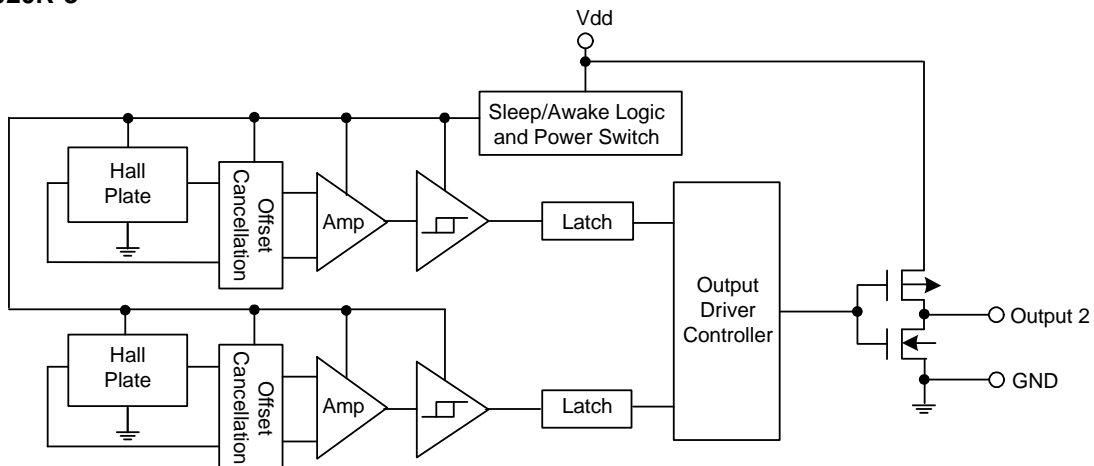 Vdd
Sleep/Awake Logic
and Power Switch
Hall
Plate
Offset
Cancellation
Amp
Latch
Output
Driver
Controller
Output 2
GND
Hall
Plate
Offset
Cancellation
Amp
Latch